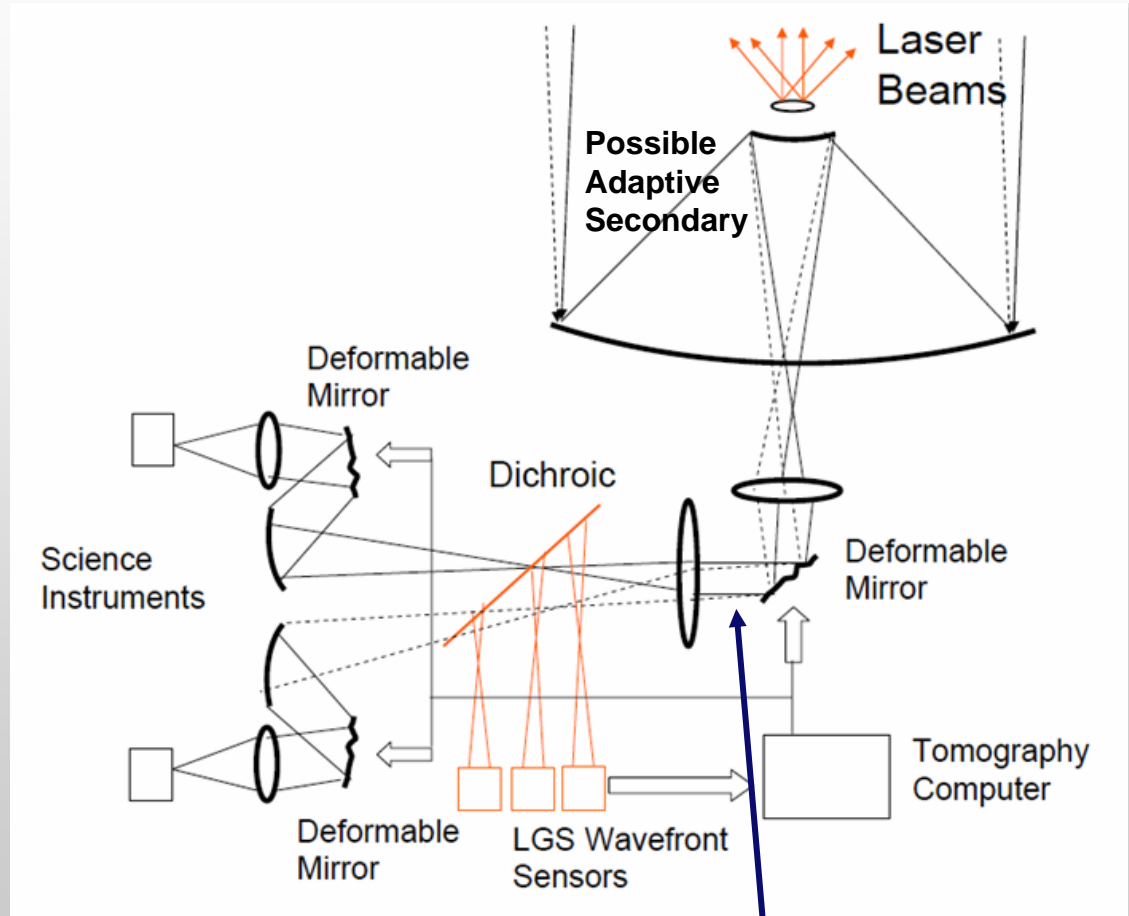 Laser
Beams
Possible
Adaptive
Secondary
Deformable
Mirror
Dichroic
Deformable
Mirror
Science
Instruments
Tomography
Computer
Deformable
Mirror
LGS Wavefront
Sensors